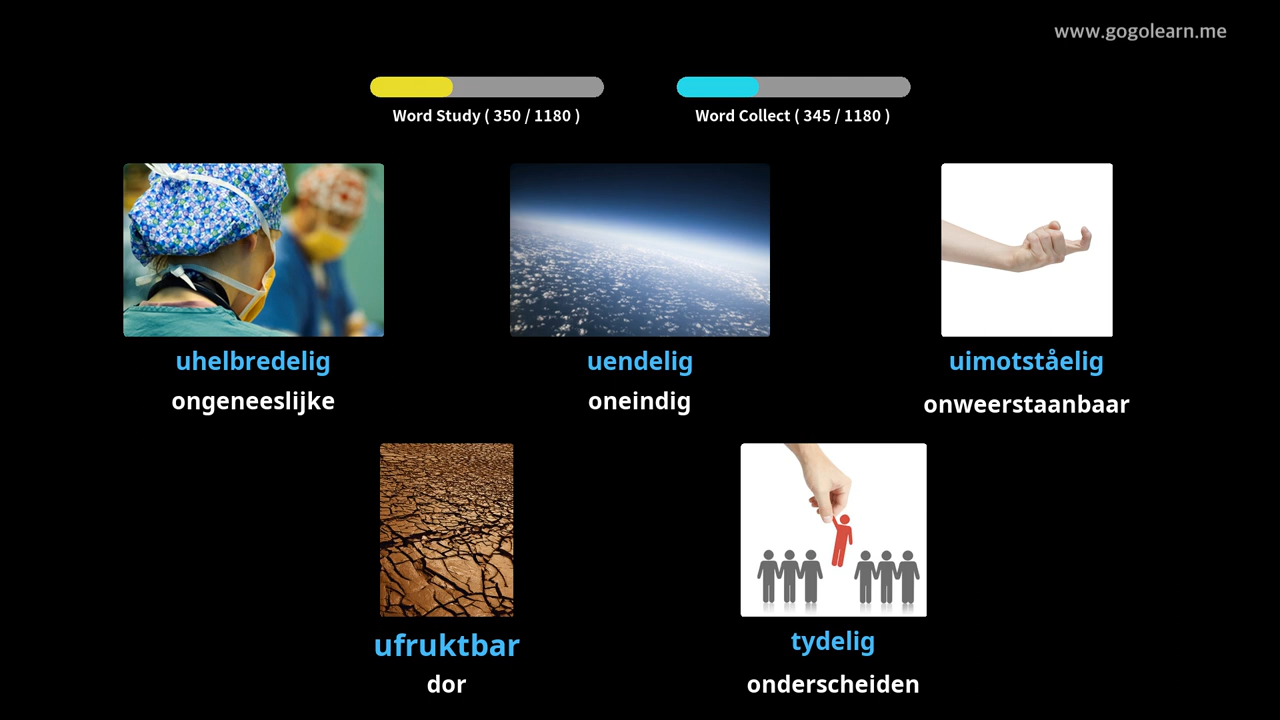 www.gogolearn.me
Word Study ( 350 / 1180 )
Word Collect ( 345 / 1180 )
uhelbredelig
uendelig
uimotståelig
ongeneeslijke
oneindig
onweerstaanbaar
ufruktbar
tydelig
dor
onderscheiden